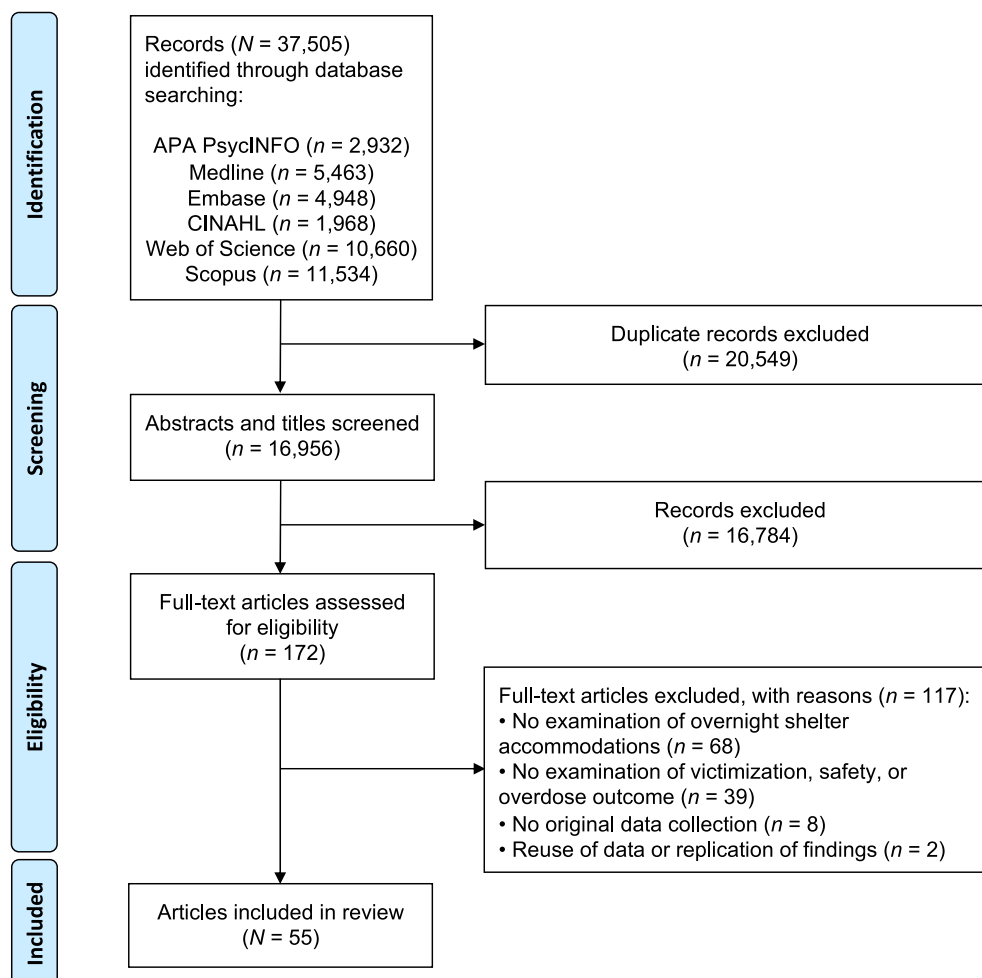 Identification
Records (N = 37,505)
identified through database
searching:
APA PsycINFO (n = 2,932)
Medline (n = 5,463)
Embase (n = 4,948)
CINAHL (n = 1,968)
Web of Science (n = 10,660)
Scopus (n = 11,534)
Screening
Duplicate records excluded
(n = 20,549)
Abstracts and titles screened
(n = 16,956)
Records excluded
(n = 16,784)
Eligibility
Full-text articles assessed
for eligibility
(n = 172)
Full-text articles excluded, with reasons (n = 117):
• No examination of overnight shelter
accommodations (n = 68)
• No examination of victimization, safety, or
overdose outcome (n = 39)
• No original data collection (n = 8)
• Reuse of data or replication of findings (n = 2)
Included
Articles included in review
(N = 55)